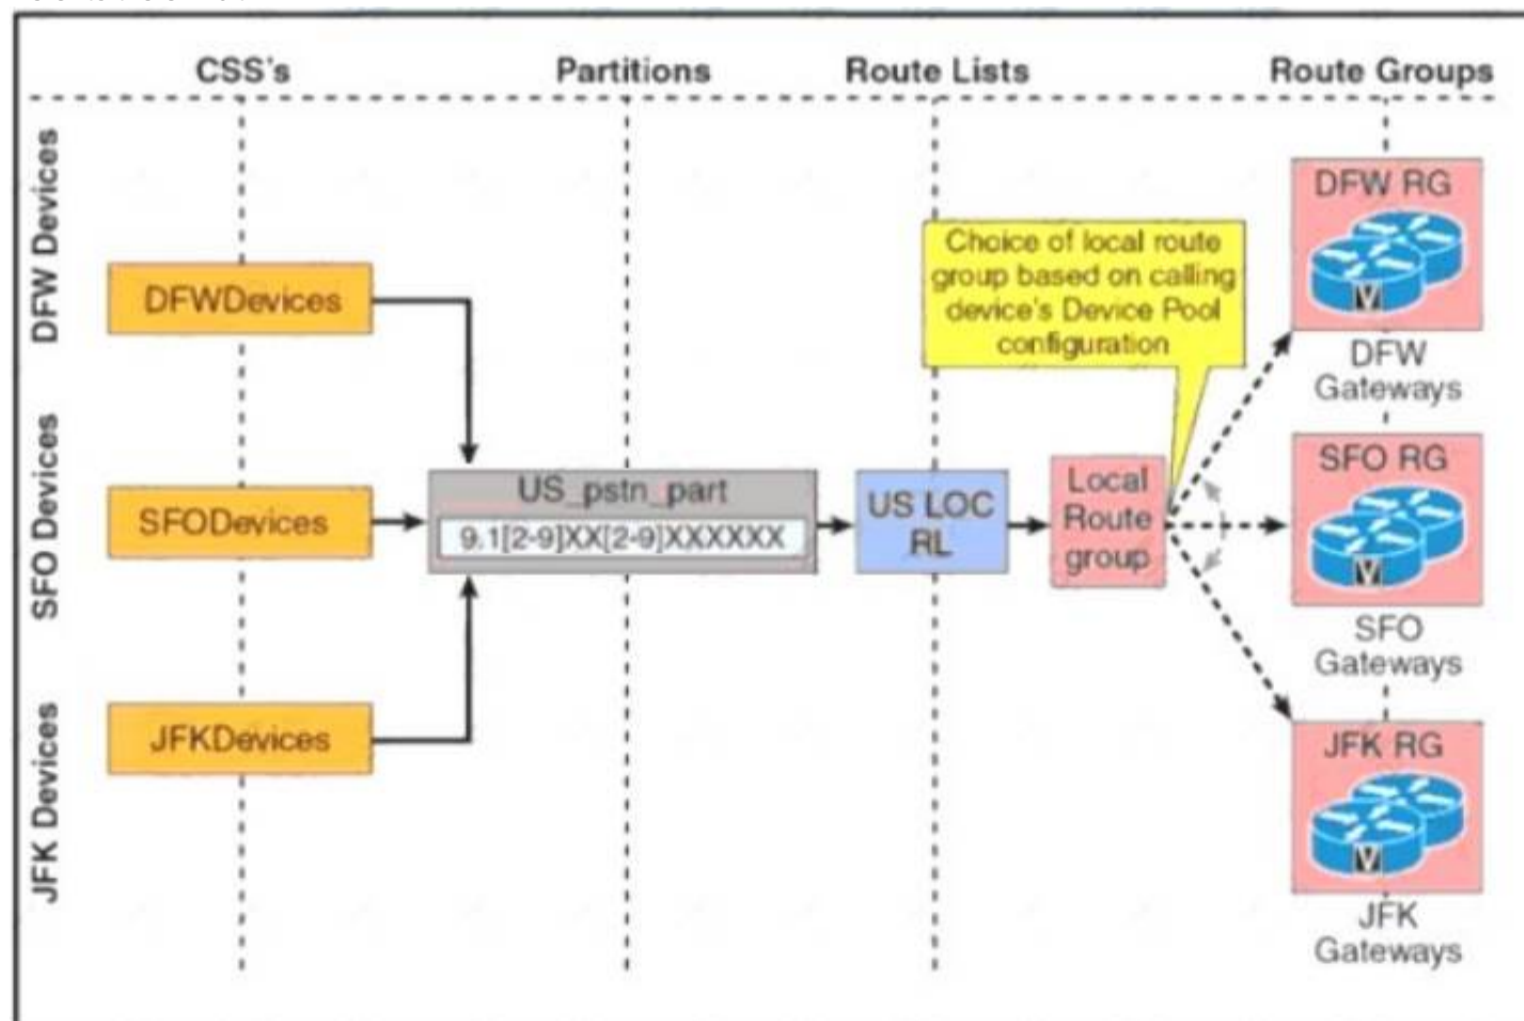 CSS's
Partitions
Route Lists
Route Groups
DFW Devices
SFO Devices
JFK Devices
DFWDevices
SFODevices
JFKDevices
US_pstn_part
9.1[2-9]XX[2-9]XXXXXX
US LOC
RL
Local
Route
group
Choice of local route
group based on calling
device's Device Pool
configuration
DFW RG
V
DFW
Gateways
SFO RG
V
SFO
Gateways
JFK RG
V
JFK
Gateways